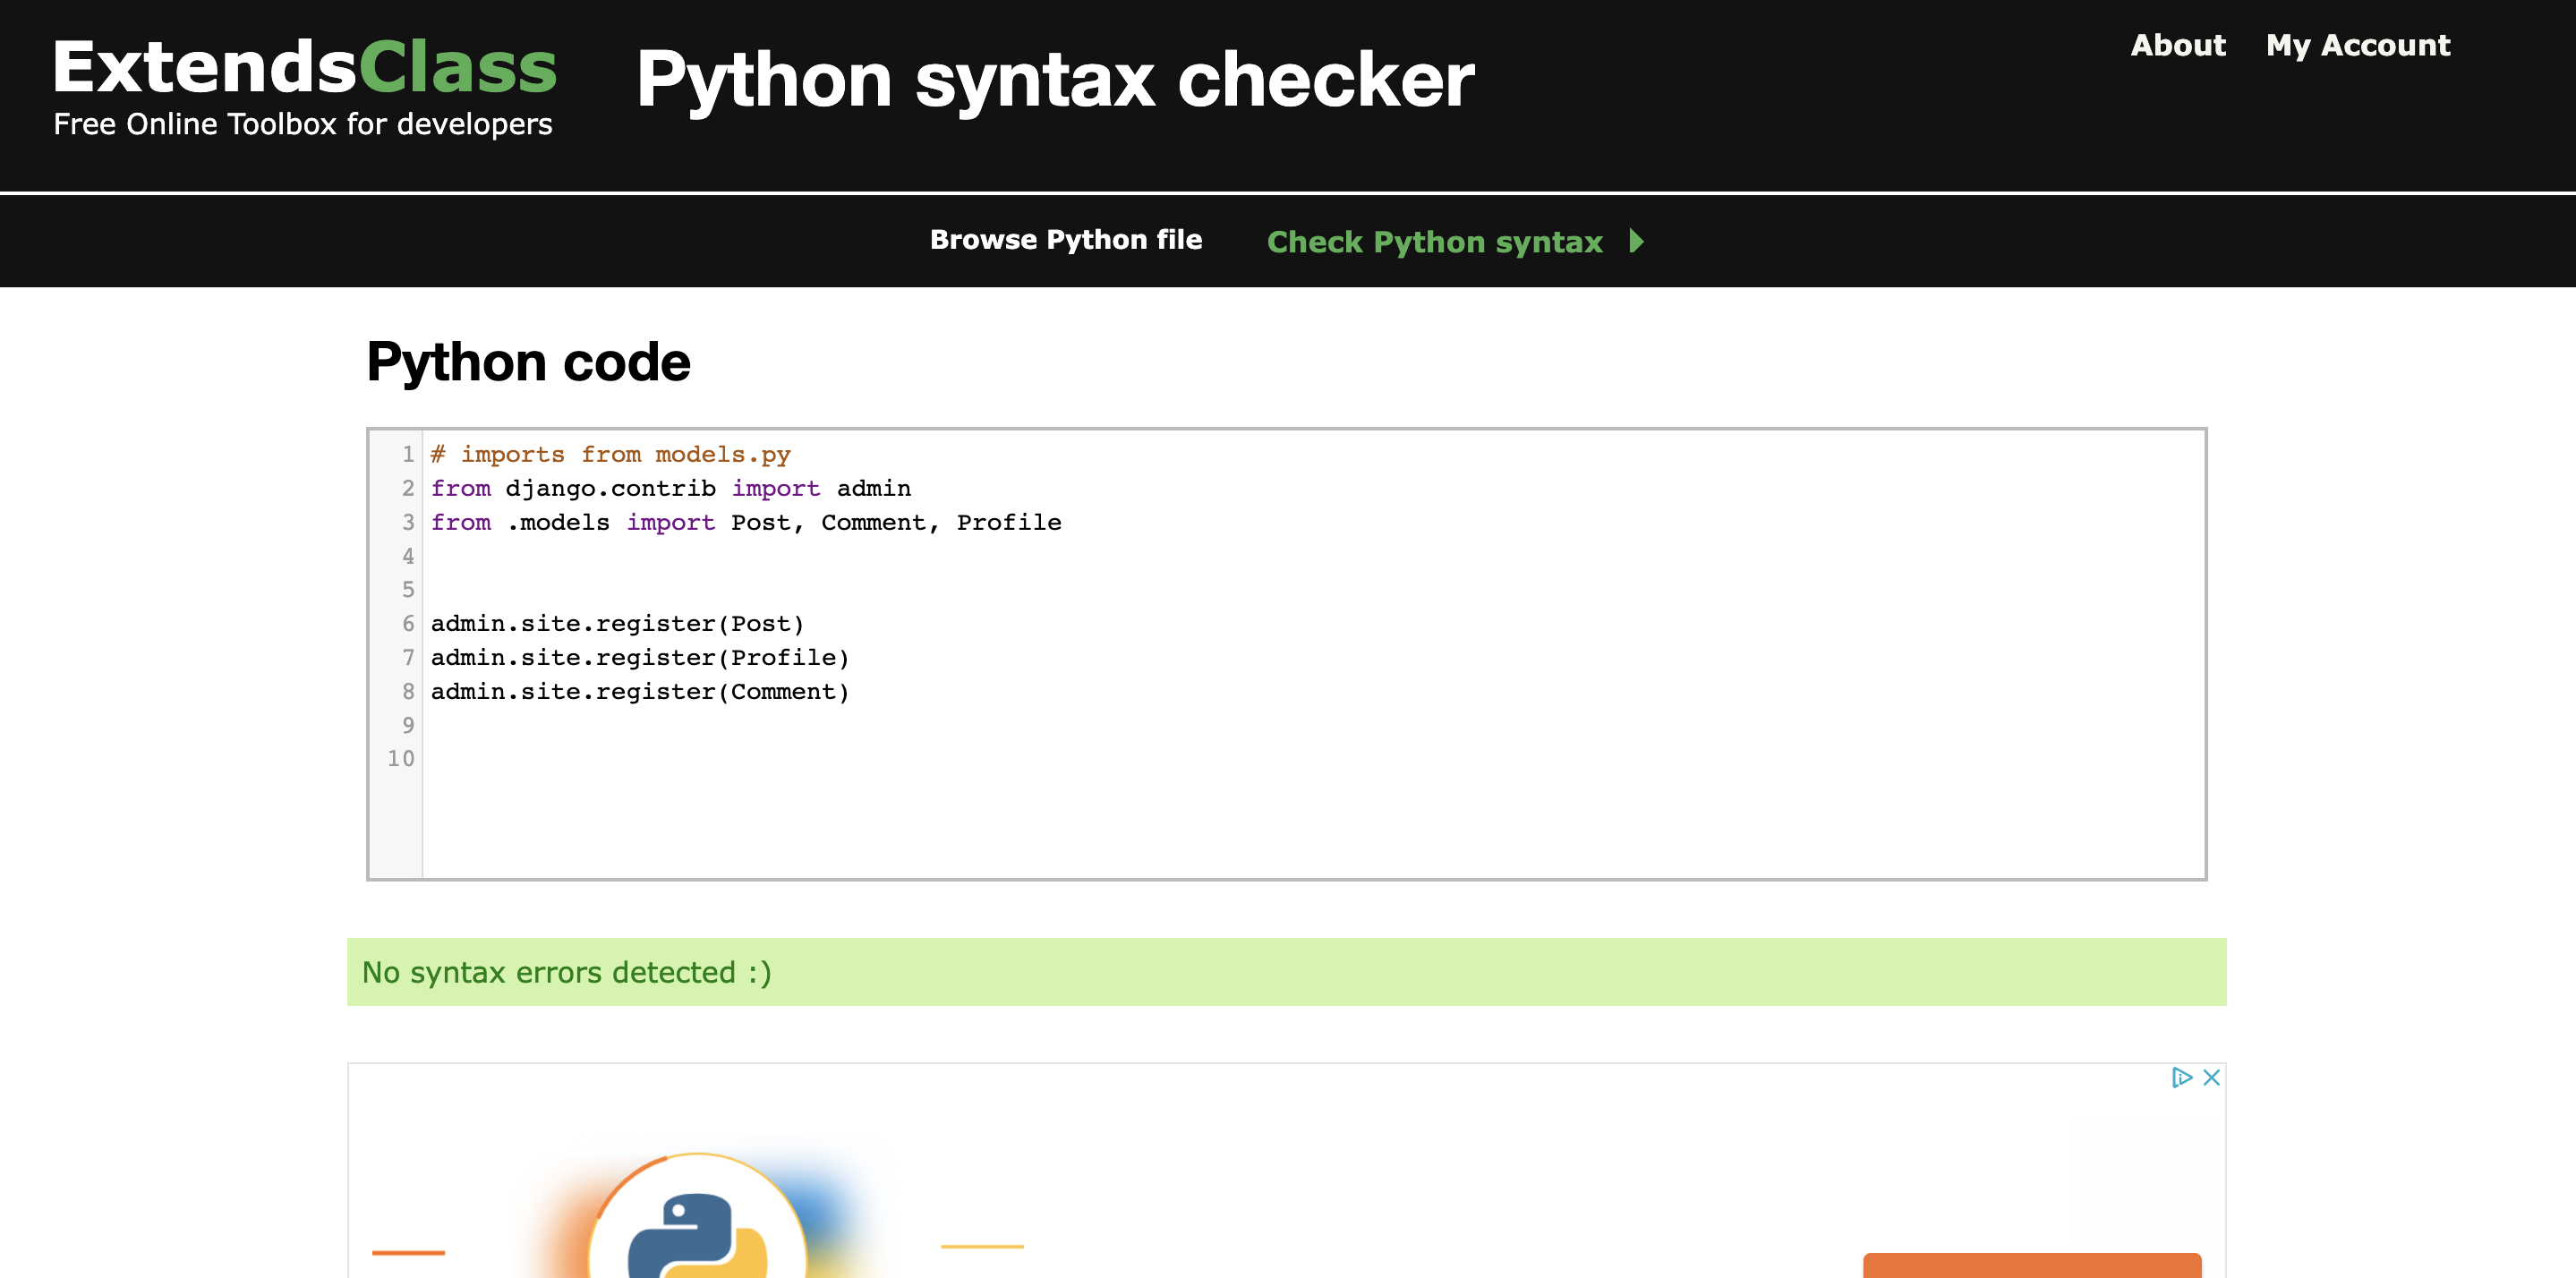 ExtendsClass
Free Online Toolbox for developers
Python syntax checker
About My Account
Browse Python file Check Python syntax
Python code
1 # imports from models.py
2 from django.contrib import admin
3 from .models import Post, Comment, Profile
4
5
6 admin.site.register(Post)
7 admin.site.register(Profile)
8 admin.site.register(Comment)
9
10
No syntax errors detected :)